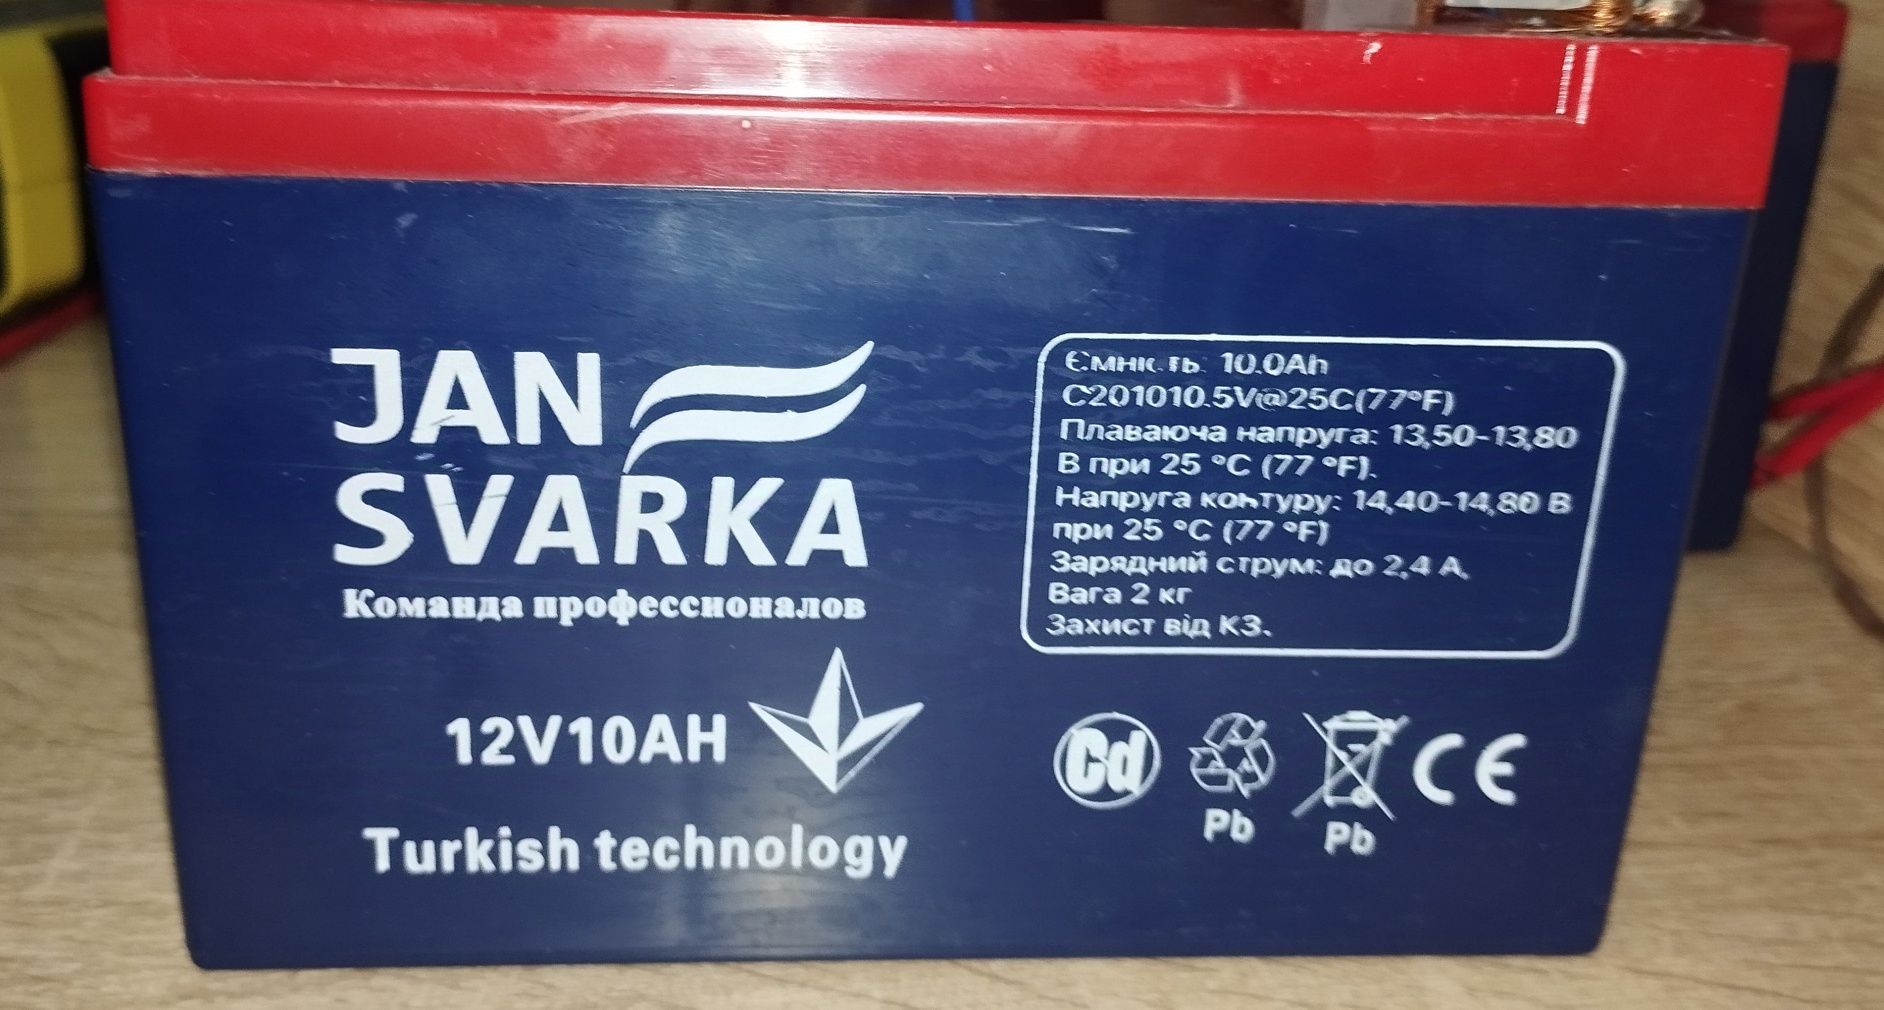 JAN
SVARKA
Команда профессионалов
12V10AH
Turkish technology
Ємність: 10.0Ah
C201010.5V@25C(77°F)
Плаваюча напруга: 13,50-13,80
В при 25 °C (77 °F).
Напруга контуру: 14,40-14,80 В
при 25 °C (77 °F)
Зарядний струм: до 2,4 А,
Вага 2 кг
Захист від КЗ.
Cd
Pb
Pb
CE